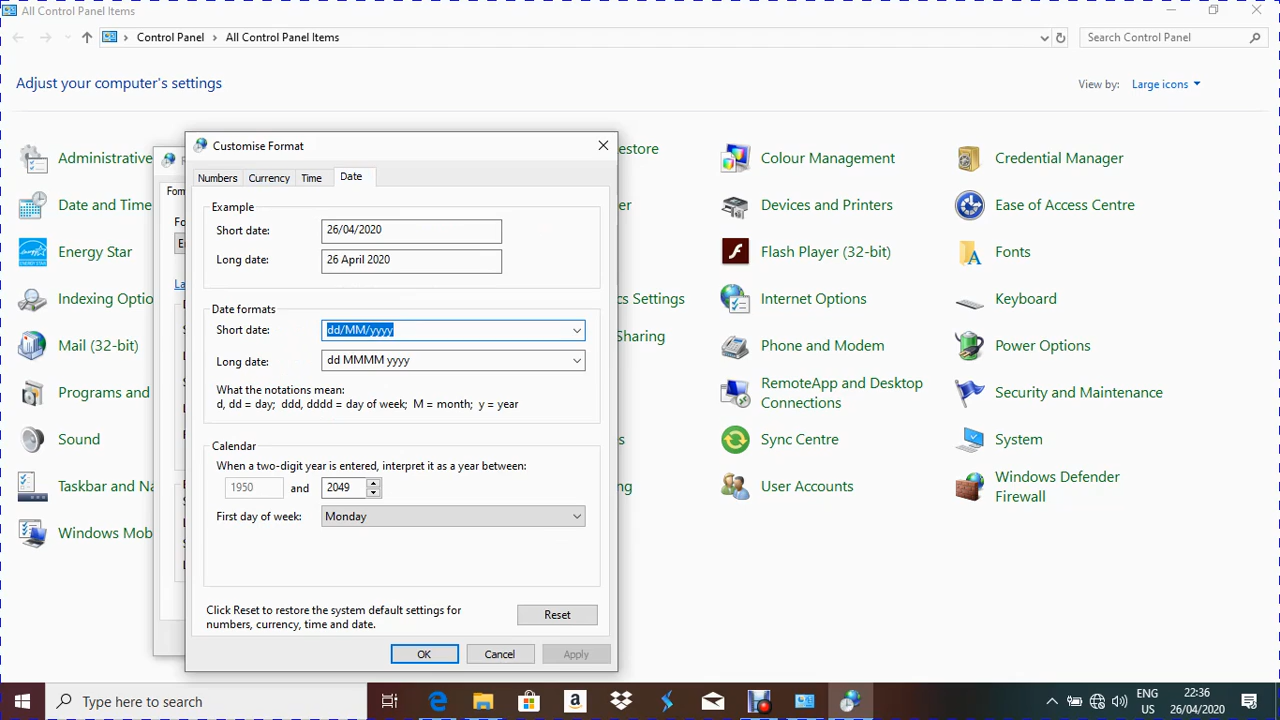 All Control Panel Items
Control Panel
All Control Panel Items
Search Control Panel
Adjust your computer's settings
View by:
Large icons
Administrative
Date and Time
Energy Star
Indexing Optio
Mail (32-bit)
Programs and
Sound
Taskbar and Na
Windows Mob
Customise Format
Numbers
Currency
Time
Date
Example
Short date:
26/04/2020
Long date:
26 April 2020
Date formats
Short date:
dd/MM/yyyy
Long date:
dd MMMM yyyy
What the notations mean:
d, dd = day; ddd, dddd = day of week; M = month; y = year
Calendar
When a two-digit year is entered, interpret it as a year between:
1950
and
2049
First day of week:
Monday
Click Reset to restore the system default settings for
numbers, currency, time and date.
Reset
OK
Cancel
Apply
estore
cs Settings
Sharing
Colour Management
Devices and Printers
Flash Player (32-bit)
Internet Options
Phone and Modem
RemoteApp and Desktop
Connections
Sync Centre
User Accounts
Credential Manager
Ease of Access Centre
Fonts
Keyboard
Power Options
Security and Maintenance
System
Windows Defender
Firewall
Type here to search
ENG
US
22:36
26/04/2020